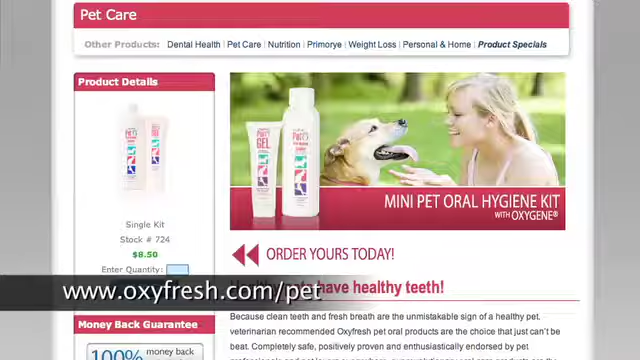 Pet Care
Other Products: Dental Health | Pet Care | Nutrition | Primorye | Weight Loss | Personal & Home | Product Specials
Product Details
Single Kit
Stock # 724
$8.50
Enter Quantity:
PETS GEL
MINI PET ORAL HYGIENE KIT
WITH OXYGENE®
ORDER YOURS TODAY!
have healthy teeth!
www.oxyfresh.com/pet
Because clean teeth and fresh breath are the unmistakable sign of a healthy pet,
veterinarian recommended Oxyfresh pet oral products are the choice that just can't be
beat. Completely safe, positively proven and enthusiastically endorsed by pet
Money Back Guarantee
100% money back